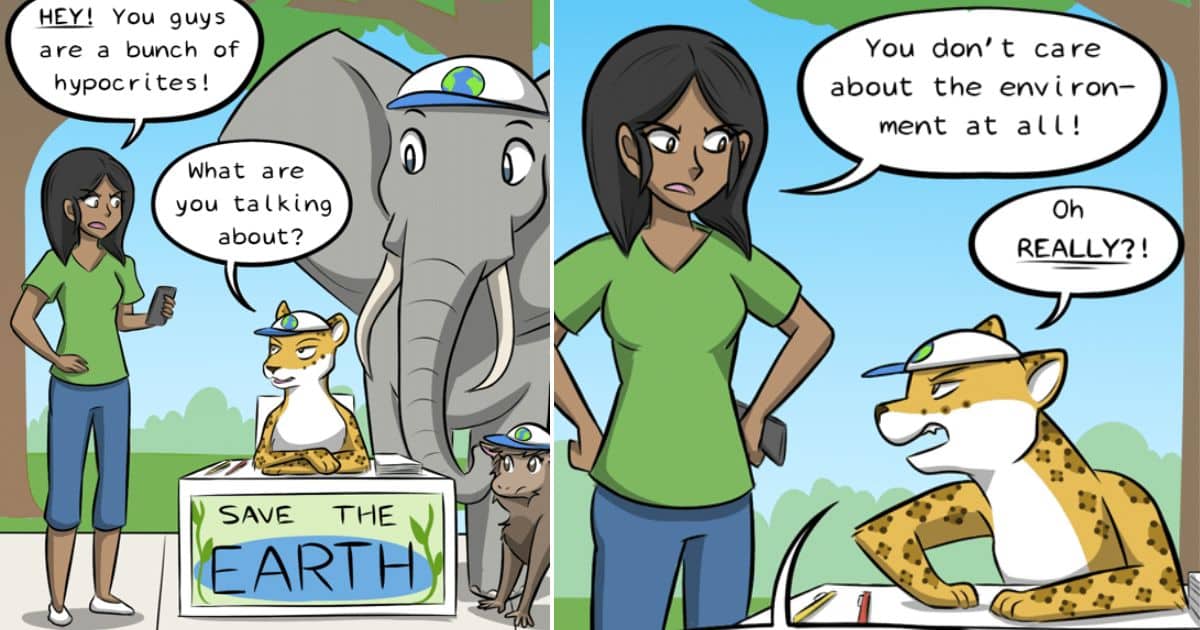 HEY! You guys
are a bunch of
hypocrites!
What are
you talking
about?
SAVE THE
EARTH
You don't care
about the environ-
ment at all!
Oh
REALLY?!